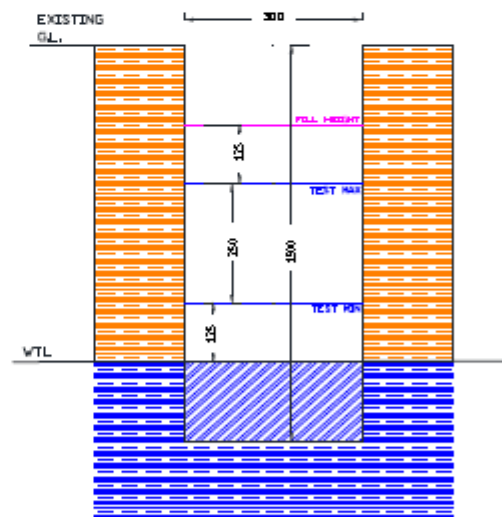 EXISTING
G.L.
300
FILL HEIGHT
125
TEST MAX
250
1500
TEST MIN
125
WTL